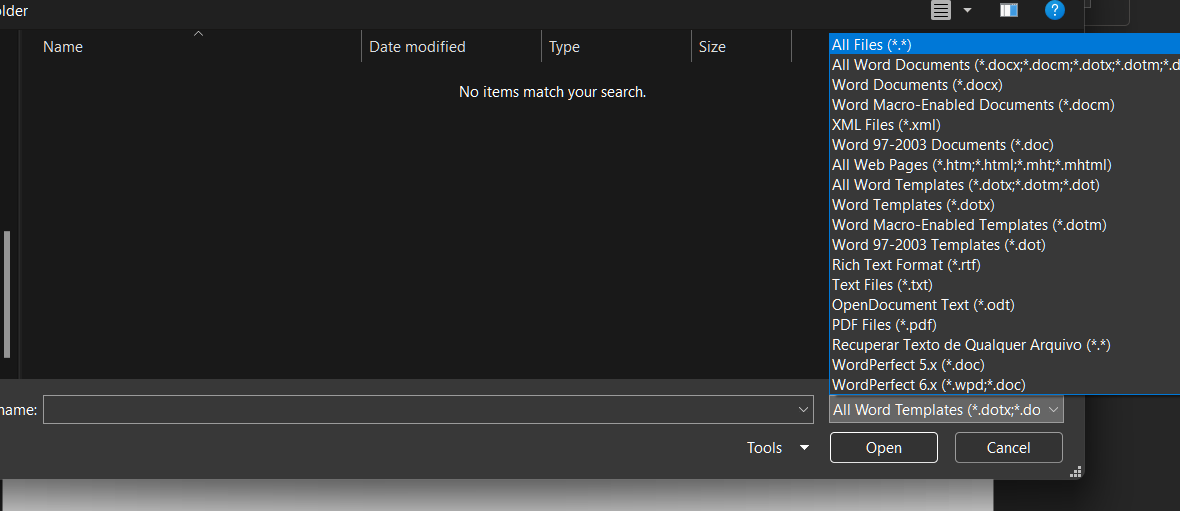 older
?
Name
Date modified
Type
Size
No items match your search.
All Files (*.*)
All Word Documents (*.docx;*.docm;*.dotx;*.dotm;*.d
Word Documents (*.docx)
Word Macro-Enabled Documents (*.docm)
XML Files (*.xml)
Word 97-2003 Documents (*.doc)
All Web Pages (*.htm;*.html;*.mht;*.mhtml)
All Word Templates (*.dotx;*.dotm;*.dot)
Word Templates (*.dotx)
Word Macro-Enabled Templates (*.dotm)
Word 97-2003 Templates (*.dot)
Rich Text Format (*.rtf)
Text Files (*.txt)
OpenDocument Text (*.odt)
PDF Files (*.pdf)
Recuperar Texto de Qualquer Arquivo (*.*)
WordPerfect 5.x (*.doc)
WordPerfect 6.x (*.wpd;*.doc)
name:
All Word Templates (*.dotx;*.do
Tools
Open
Cancel